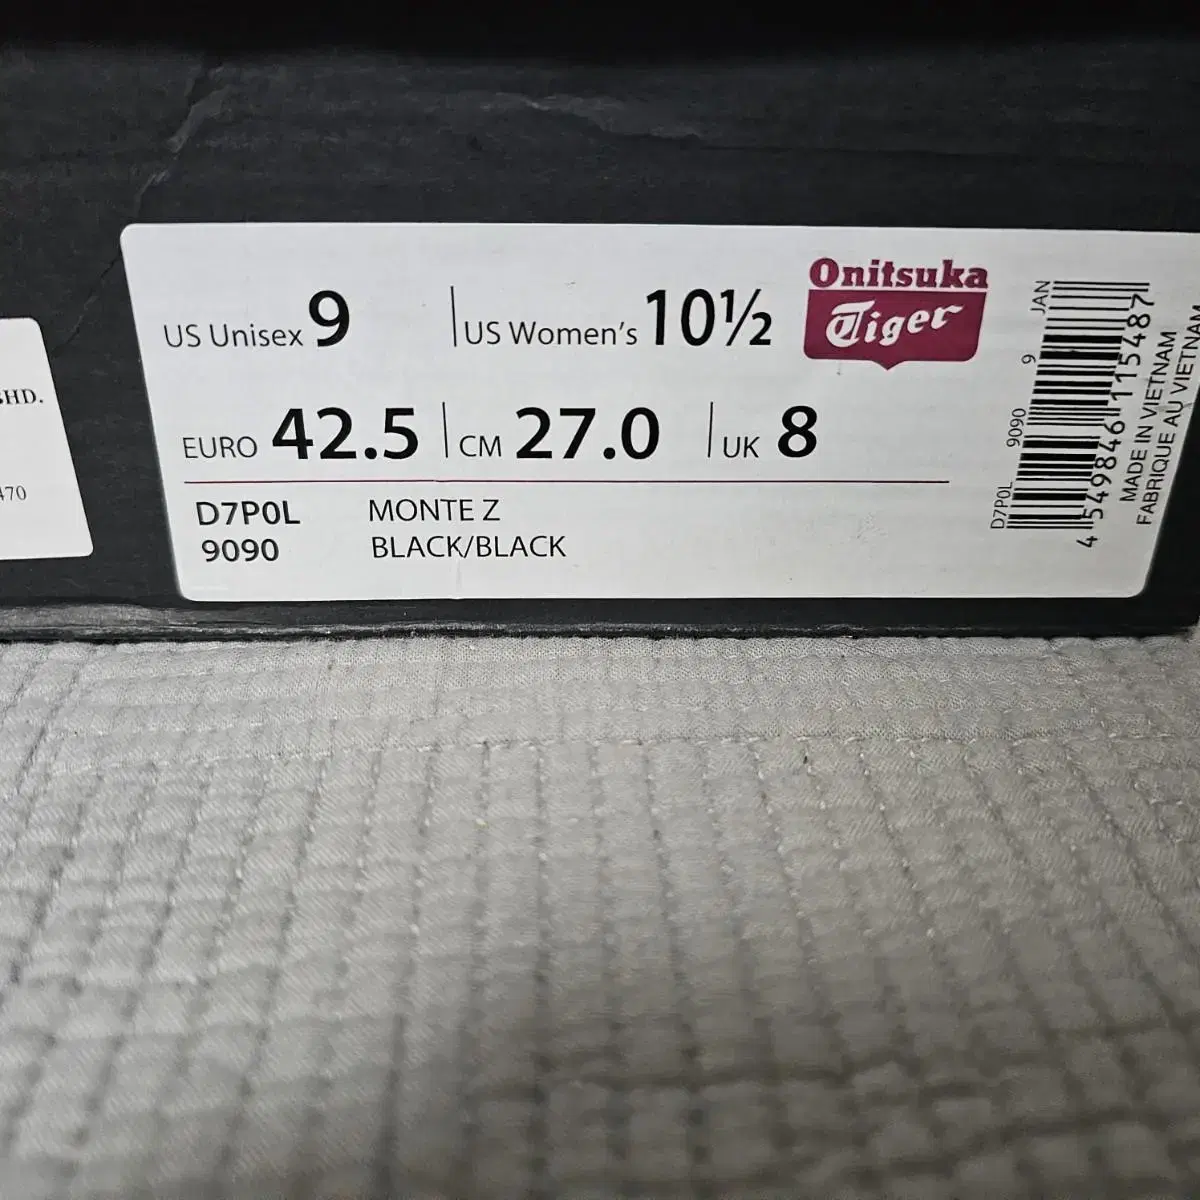 HD.
470
US Unisex 9 US Women's 10½
Onitsuka
Tiger
EURO 42.5 CM 27.0 UK 8
D7P0L MONTE Z
9090 BLACK/BLACK
D7P0L 9090 9 JAN
4 549846 115487
MADE IN VIETNAM
FABRIQUE AU VIETNAM